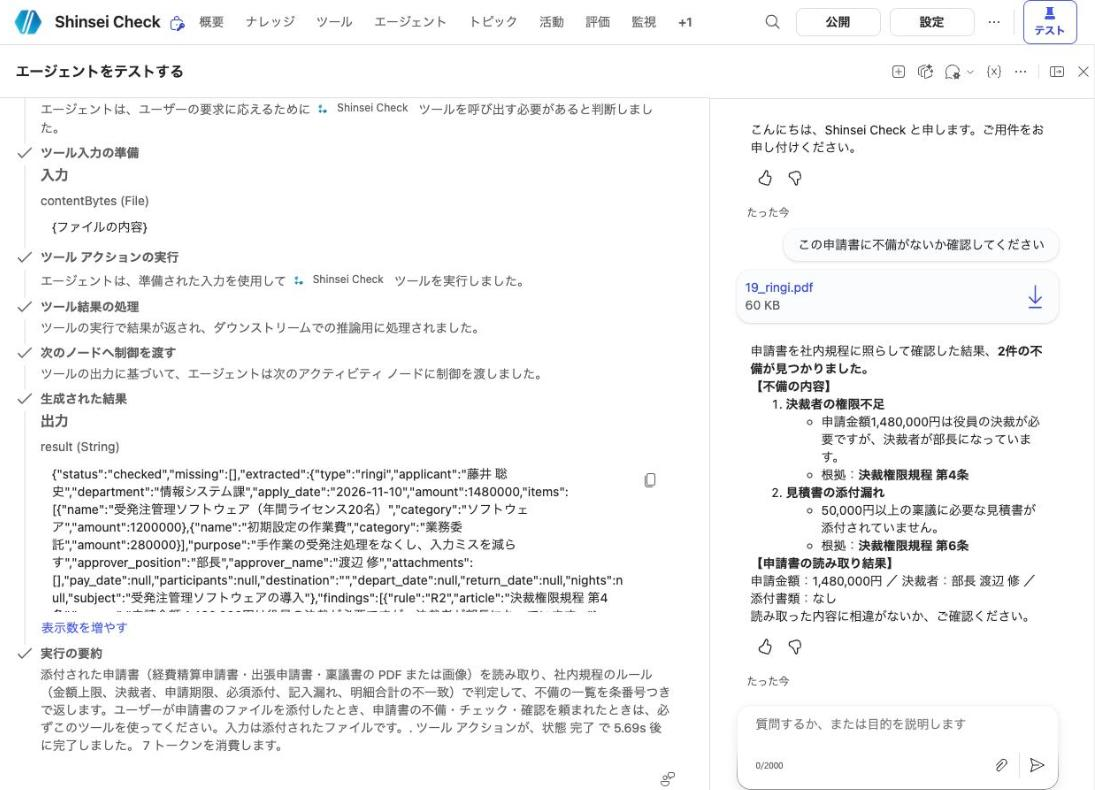 Shinsei Check 概要 ナレッジ ツール エージェント トピック 活動 評価 監視 +1 公開 設定 ... テスト
エージェントをテストする {x} ...
エージェントは、ユーザーの要求に応えるために Shinsei Check ツールを呼び出す必要があると判断しまし
た。
ツール入力の準備
入力
contentBytes (File)
{ファイルの内容}
ツール アクションの実行
エージェントは、準備された入力を使用して Shinsei Check ツールを実行しました。
ツール結果の処理
ツールの実行で結果が返され、ダウンストリームでの推論用に処理されました。
次のノードへ制御を渡す
ツールの出力に基づいて、エージェントは次のアクティビティ ノードに制御を渡しました。
生成された結果
出力
result (String)
{"status":"checked","missing":[],"extracted":{"type":"ringi","applicant":"藤井 聡
史","department":"情報システム課","apply_date":"2026-11-10","amount":1480000,"items":
[{"name":"受発注管理ソフトウェア（年間ライセンス20名）","category":"ソフトウェ
ア","amount":1200000},{"name":"初期設定の作業費","category":"業務委
託","amount":280000}],"purpose":"手作業の受発注処理をなくし、入力ミスを減ら
す","approver_position":"部長","approver_name":"渡辺 修","attachments":
[],"pay_date":null,"participants":null,"destination":"","depart_date":null,"return_date":null,"nights":n
ull,"subject":"受発注管理ソフトウェアの導入"},"findings":[{"rule":"R2","article":"決裁権限規程 第4
表示数を増やす
実行の要約
添付された申請書（経費精算申請書・出張申請書・稟議書の PDF または画像）を読み取り、社内規程のルール
（金額上限、決裁者、申請期限、必須添付、記入漏れ、明細合計の不一致）で判定して、不備の一覧を条番号つき
で返します。ユーザーが申請書のファイルを添付したとき、申請書の不備・チェック・確認を頼まれたときは、必
ずこのツールを使ってください。入力は添付されたファイルです。. ツール アクションが、状態 完了 で 5.69s 後
に完了しました。 7 トークンを消費します。
こんにちは、Shinsei Check と申します。ご用件をお
申し付けください。
たった今
この申請書に不備がないか確認してください
19_ringi.pdf
60 KB
申請書を社内規程に照らして確認した結果、2件の不
備が見つかりました。
【不備の内容】
1. 決裁者の権限不足
申請金額1,480,000円は役員の決裁が必
要ですが、決裁者が部長になっていま
す。
根拠：決裁権限規程 第4条
2. 見積書の添付漏れ
50,000円以上の稟議に必要な見積書が
添付されていません。
根拠：決裁権限規程 第6条
【申請書の読み取り結果】
申請金額：1,480,000円 ／ 決裁者：部長 渡辺 修 ／
添付書類：なし
読み取った内容に相違がないか、ご確認ください。
たった今
質問するか、または目的を説明します
0/2000